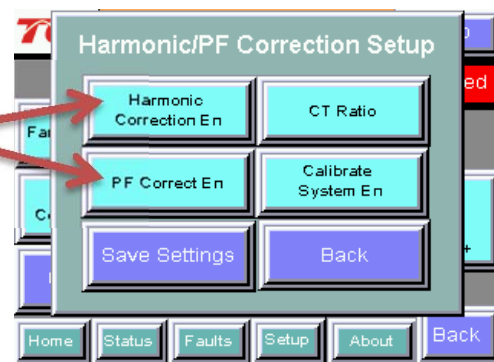 Harmonic/PF Correction Setup
ed
Harmonic
Correction En
CT Ratio
PF Correct En
Calibrate
System En
Save Settings
Back
+
Home
Status
Faults
Setup
About
Back